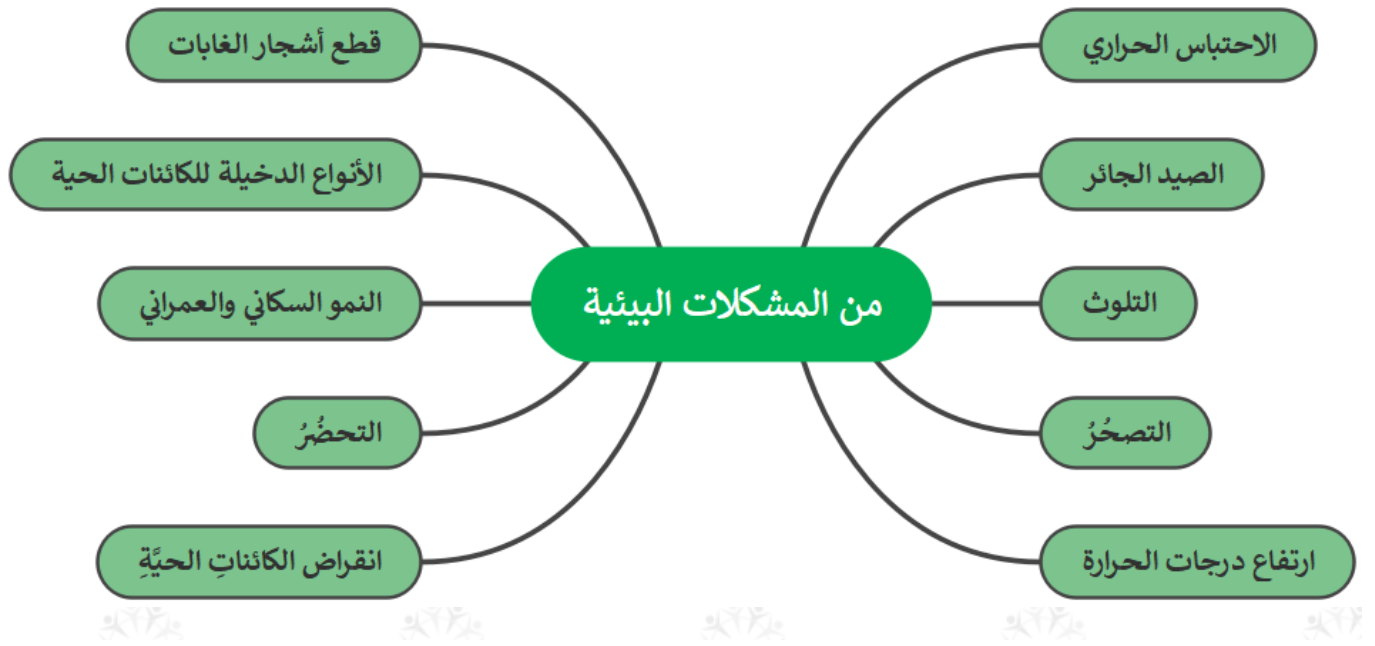 من المشكلات البيئية
الاحتباس الحراري
الصيد الجائر
التلوث
التصحُرُ
ارتفاع درجات الحرارة
قطع أشجار الغابات
الأنواع الدخيلة للكائنات الحية
النمو السكاني والعمراني
التحضُرُ
انقراض الكائناتِ الحيَّةِ